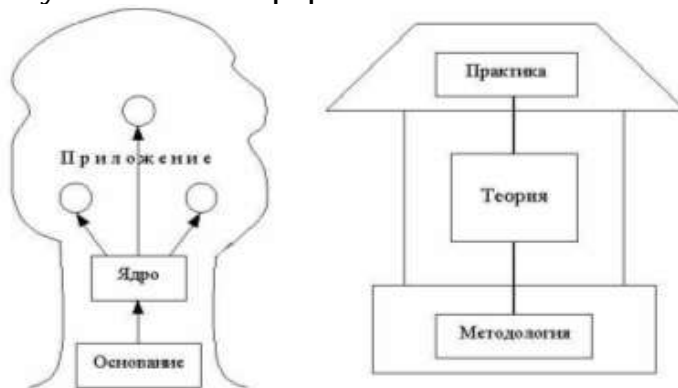 Приложение
Ядро
Основание
Практика
Теория
Методология